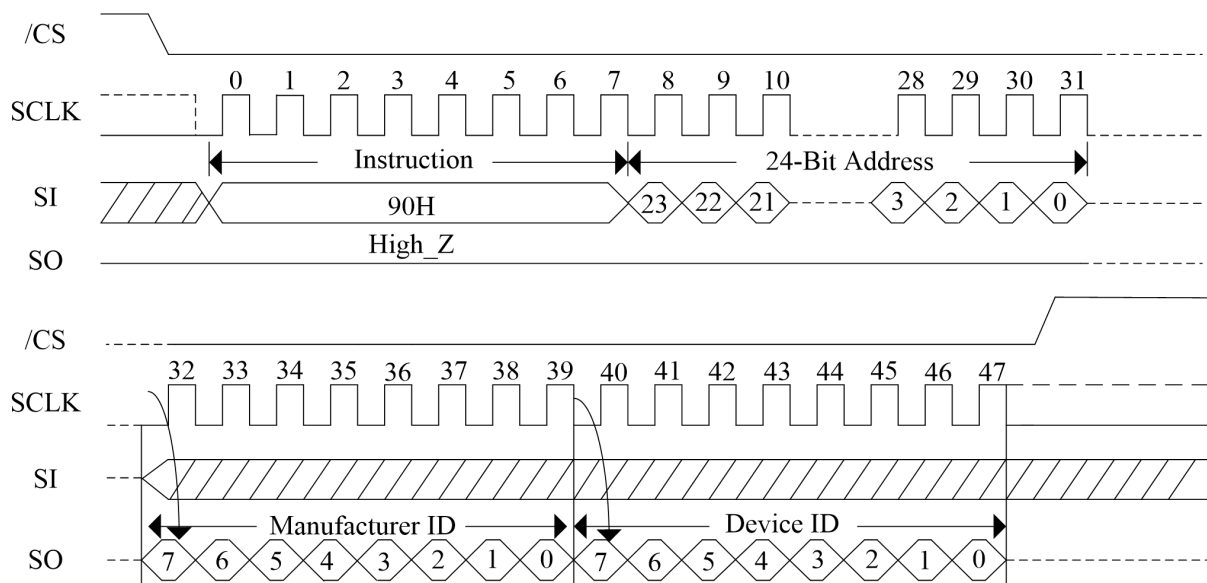 /CS
0 1 2 3 4 5 6 7 8 9 10 28 29 30 31
SCLK
Instruction 24-Bit Address
SI 90H 23 22 21 3 2 1 0
High_Z
SO
/CS
32 33 34 35 36 37 38 39 40 41 42 43 44 45 46 47
SCLK
SI
Manufacturer ID Device ID
SO 7 6 5 4 3 2 1 0 7 6 5 4 3 2 1 0